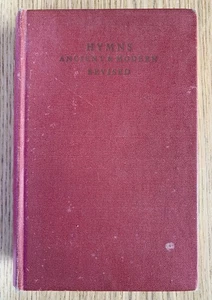 HYMNS
ANCIENT & MODERN
REVISED